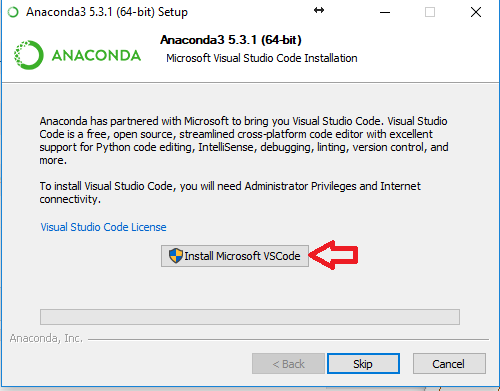 Anaconda3 5.3.1 (64-bit) Setup
ANACONDA
Anaconda3 5.3.1 (64-bit)
Microsoft Visual Studio Code Installation
Anaconda has partnered with Microsoft to bring you Visual Studio Code. Visual Studio
Code is a free, open source, streamlined cross-platform code editor with excellent
support for Python code editing, IntelliSense, debugging, linting, version control, and
more.
To install Visual Studio Code, you will need Administrator Privileges and Internet
connectivity.
Visual Studio Code License
Install Microsoft VSCode
Anaconda, Inc.
< Back
Skip
Cancel